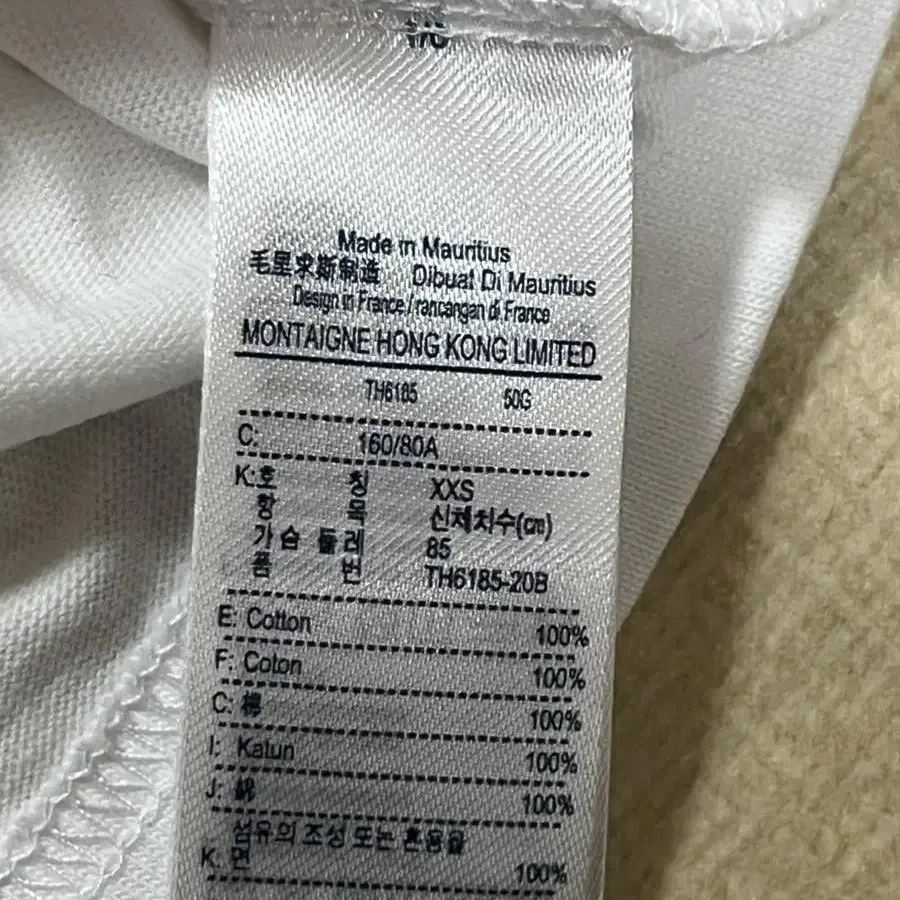 Made in Mauritius
毛里求斯制造 Dibuat Di Mauritius
Design in France / rancangan di France
MONTAIGNE HONG KONG LIMITED
TH6185 50G
C: 160/80A
K:호 칭 XXS
항 목 신체치수(cm)
가 슴 둘 레 85
품 번 TH6185-20B
E: Cotton 100%
F: Coton 100%
C: 棉 100%
I: Katun 100%
J: 綿 100%
섬유의 조성 또는 혼용율
K. 면 100%